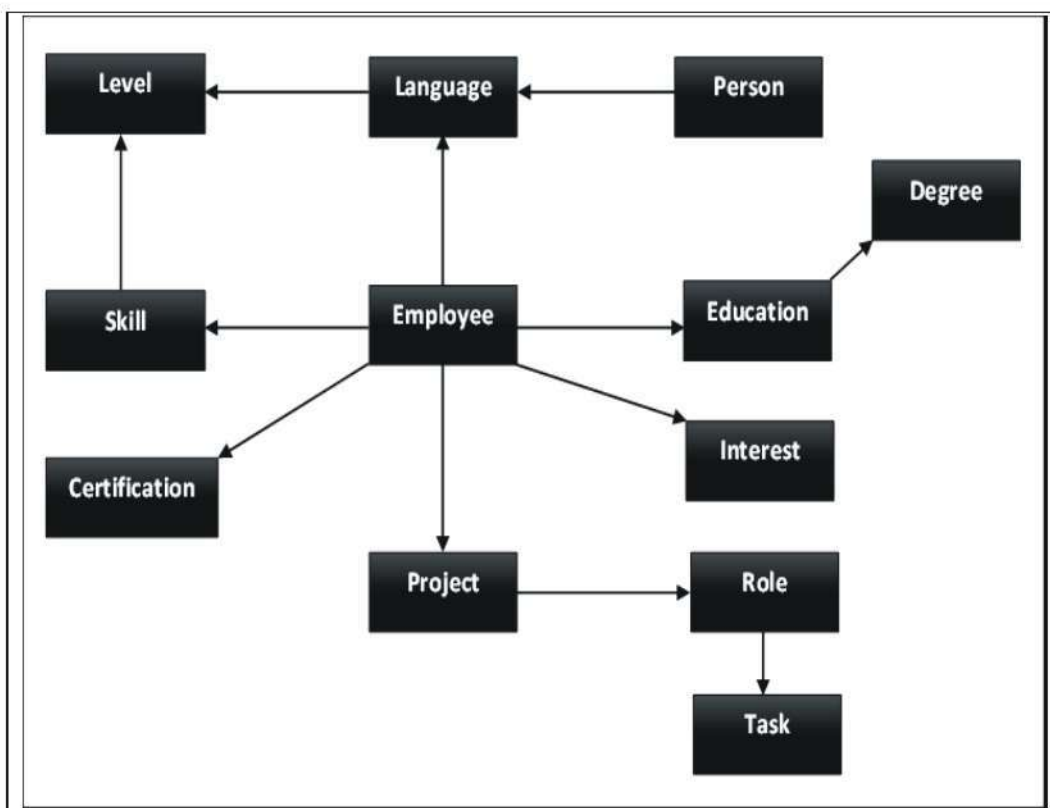 Level
Language
Person
Degree
Skill
Employee
Education
Interest
Certification
Project
Role
Task